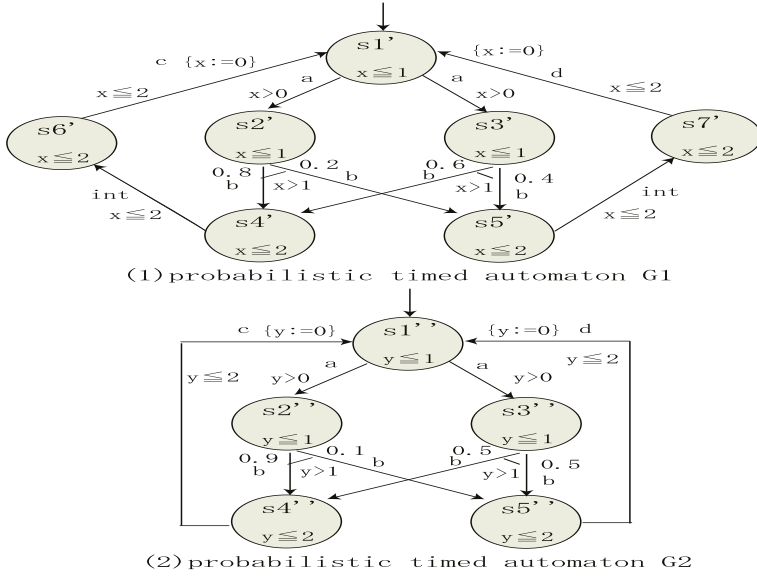 s1'
x≦1
c {x:=0}
{x:=0}
d
a
a
x≦2
x≦2
x>0
x>0
s6'
x≦2
s2'
x≦1
s3'
x≦1
s7'
x≦2
0.8
b
0.2
b
0.6
b
0.4
b
x>1
x>1
int
x≦2
int
x≦2
s4'
x≦2
s5'
x≦2
(1)probabilistic timed automaton G1
c {y:=0}
s1''
y≦1
{y:=0} d
y≦2
y≦2
a
a
y>0
y>0
s2''
y≦1
s3''
y≦1
0.9
b
0.1
b
0.5
b
0.5
b
y>1
y>1
s4''
y≦2
s5''
y≦2
(2)probabilistic timed automaton G2